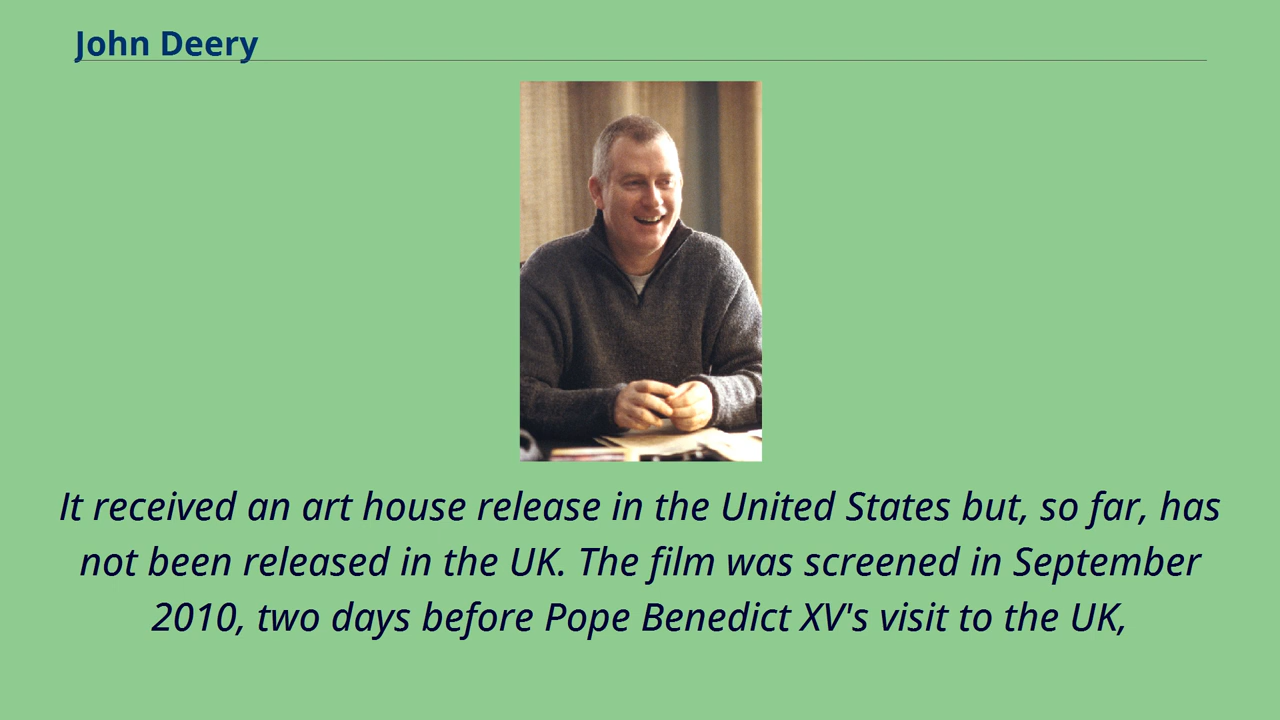 John Deery
It received an art house release in the United States but, so far, has
not been released in the UK. The film was screened in September
2010, two days before Pope Benedict XV's visit to the UK,